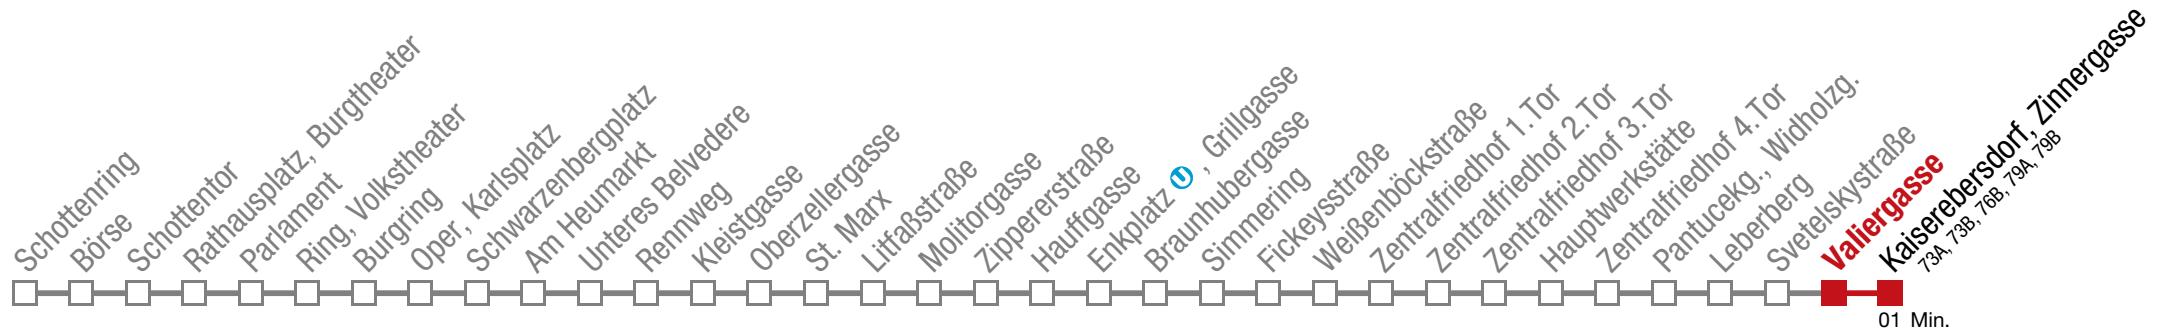 Schottenring
Börse
Schottentor
Rathausplatz, Burgtheater
Parlament
Ring, Volkstheater
Burgring
Oper, Karlsplatz
Schwarzenbergplatz
Am Heumarkt
Unteres Belvedere
Rennweg
Kleistgasse
Oberzellergasse
St. Marx
Litfaßstraße
Molitorgasse
Zippererstraße
Hauffgasse
Enkplatz U, Grillgasse
Braunhubergasse
Simmering
Fickeysstraße
Weißenböckstraße
Zentralfriedhof 1.Tor
Zentralfriedhof 2.Tor
Zentralfriedhof 3.Tor
Hauptwerkstätte
Zentralfriedhof 4.Tor
Pantucekg., Widholzg.
Leberberg
Svetelskystraße
Valiergasse
Kaiserebersdorf, Zinnergasse
73A, 73B, 76B, 79A, 79B
01 Min.